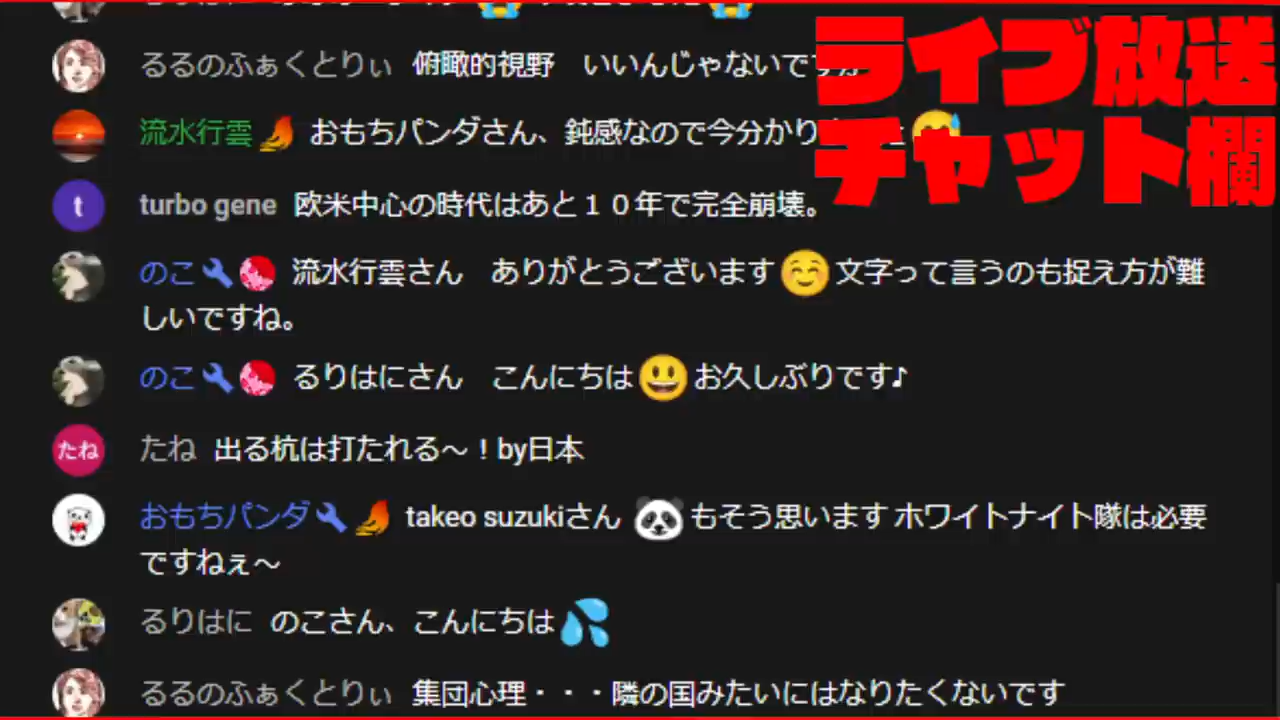 ライブ放送
チャット欄
るるのふぁくとりぃ 俯瞰的視野 いいんじゃないですか
流水行雲 おもちパンダさん、鈍感なので今分かり
t turbo gene 欧米中心の時代はあと１０年で完全崩壊。
のこ 流水行雲さん ありがとうございます☺️文字って言うのも捉え方が難
しいですね。
のこ るりはにさん こんにちは😃お久しぶりです♪
たね たね 出る杭は打たれる～！by日本
おもちパンダ takeo suzukiさん 🐼もそう思います ホワイトナイト隊は必要
ですねぇ～
るりはに のこさん、こんにちは💦
るるのふぁくとりぃ 集団心理・・・隣の国みたいにはなりたくないです